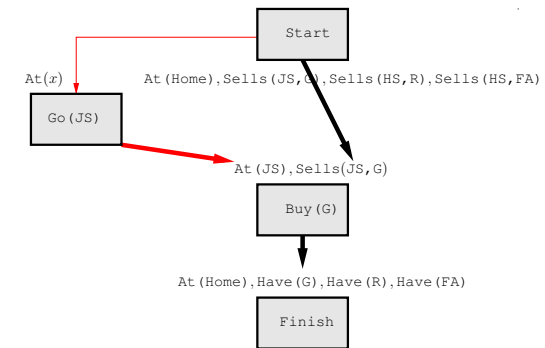 Start
At(x)
At(Home),Sells(JS,G),Sells(HS,R),Sells(HS,FA)
Go(JS)
At(JS),Sells(JS,G)
Buy(G)
At(Home),Have(G),Have(R),Have(FA)
Finish